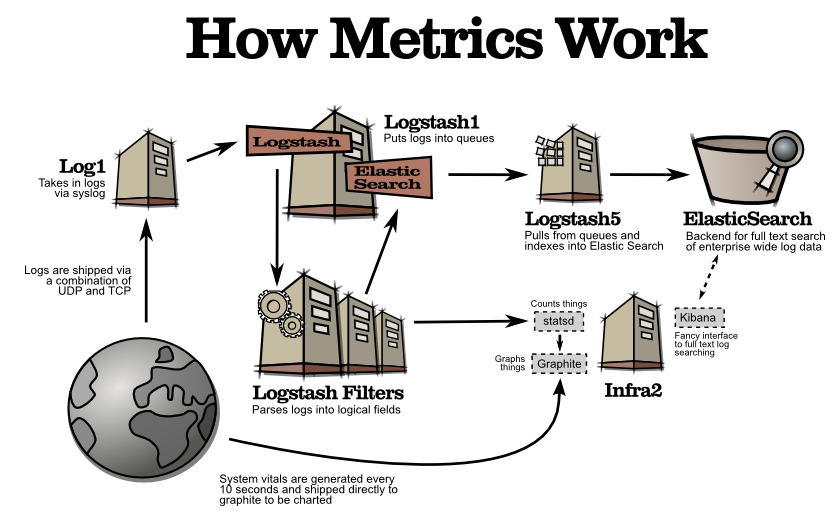 How Metrics Work
Logstash1
Puts logs into queues
Logstash
Elastic
Search
Log1
Takes in logs
via syslog
Logstash5
Pulls from queues and
indexes into Elastic Search
ElasticSearch
Backend for full text search
of enterprise wide log data
Logs are shipped via
a combination of
UDP and TCP
Counts things
statsd
Graphs
things
Graphite
Kibana
Fancy interface
to full text log
searching
Infra2
Logstash Filters
Parses logs into logical fields
System vitals are generated every
10 seconds and shipped directly to
graphite to be charted